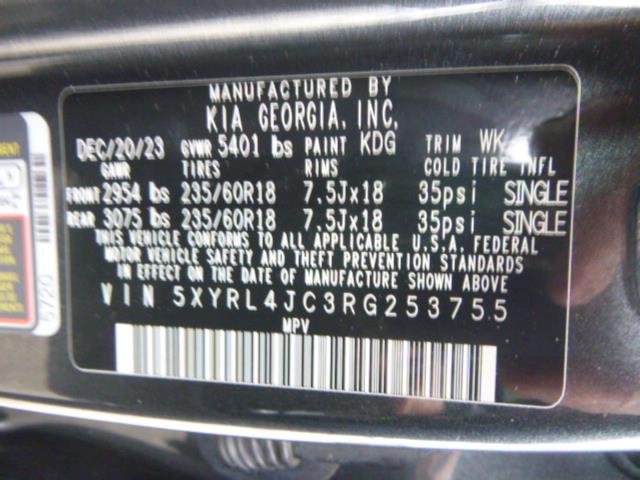 MANUFACTURED BY
KIA GEORGIA, INC.
DEC/20/23 GVWR 5401 lbs PAINT KDG TRIM WK
GAWR TIRES RIMS COLD TIRE INFL
FRONT 2954 lbs 235/60R18 7.5Jx18 35psi SINGLE
REAR 3075 lbs 235/60R18 7.5Jx18 35psi SINGLE
THIS VEHICLE CONFORMS TO ALL APPLICABLE U.S.A. FEDERAL
MOTOR VEHICLE SAFETY AND THEFT PREVENTION STANDARDS
IN EFFECT ON THE DATE OF MANUFACTURE SHOWN ABOVE
VIN 5XYRL4JC3RG253755
MPV
5720